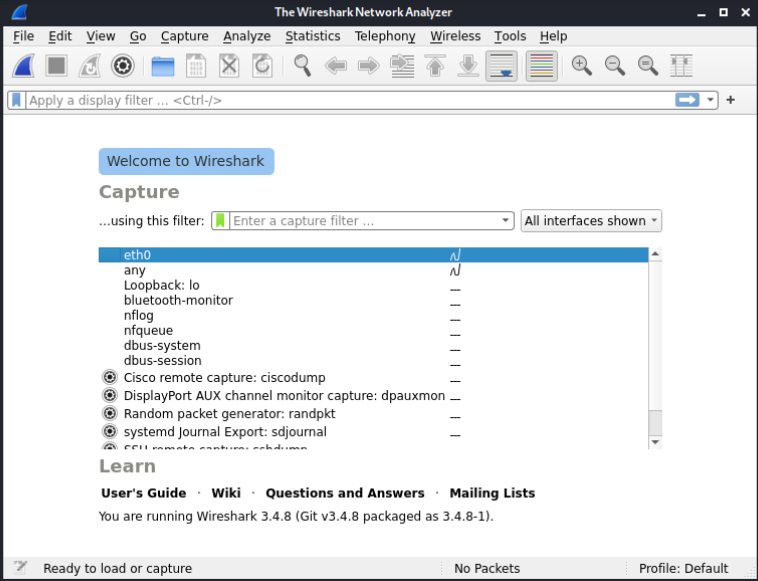 The Wireshark Network Analyzer
File Edit View Go Capture Analyze Statistics Telephony Wireless Tools Help
Apply a display filter … <Ctrl-/>
Welcome to Wireshark
Capture
…using this filter: Enter a capture filter … All interfaces shown
eth0
any
Loopback: lo
bluetooth-monitor
nflog
nfqueue
dbus-system
dbus-session
Cisco remote capture: ciscodump
DisplayPort AUX channel monitor capture: dpauxmon
Random packet generator: randpkt
systemd Journal Export: sdjournal
SSH remote capture: sshdump
Learn
User's Guide · Wiki · Questions and Answers · Mailing Lists
You are running Wireshark 3.4.8 (Git v3.4.8 packaged as 3.4.8-1).
Ready to load or capture No Packets Profile: Default